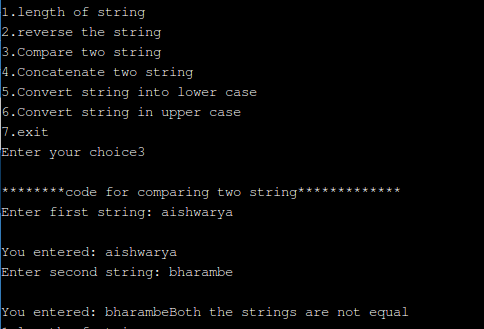 1.length of string
2.reverse the string
3.Compare two string
4.Concatenate two string
5.Convert string into lower case
6.Convert string in upper case
7.exit
Enter your choice3
********code for comparing two string*************
Enter first string: aishwarya
You entered: aishwarya
Enter second string: bharambe
You entered: bharambeBoth the strings are not equal